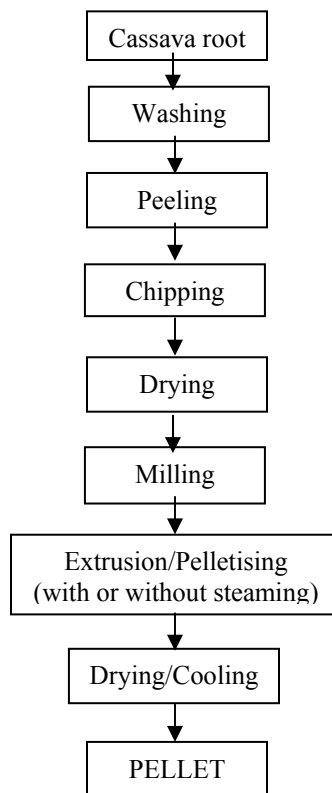 Cassava root
Washing
Peeling
Chipping
Drying
Milling
Extrusion/Pelletising
(with or without steaming)
Drying/Cooling
PELLET